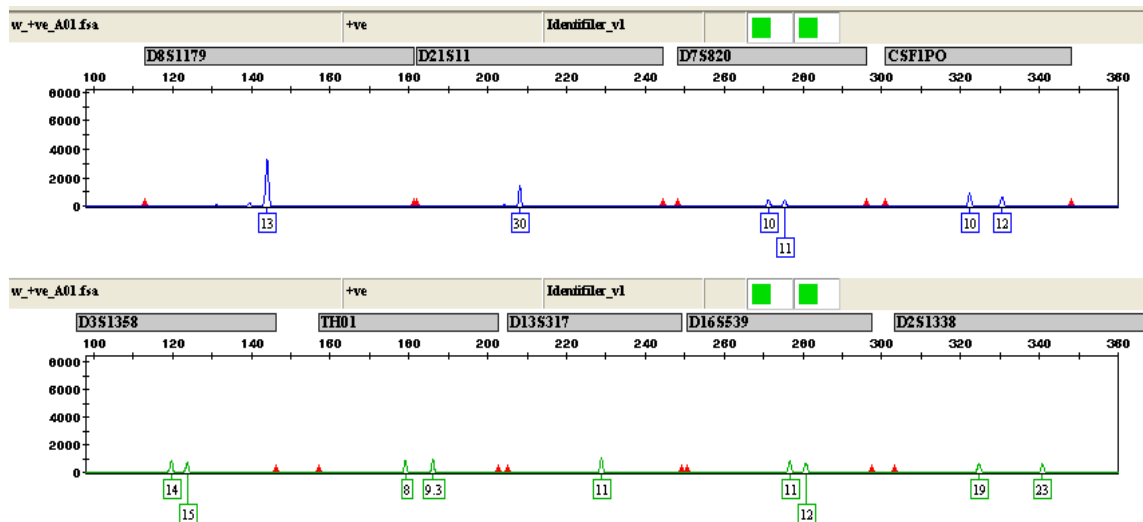 w_+ve_A01.fsa +ve Identifiler_v1
D8S1179 D21S11 D7S820 CSF1PO
100 120 140 160 180 200 220 240 260 280 300 320 340 360
8000
6000
4000
2000
0
13 30 10 10 12
11
w_+ve_A01.fsa +ve Identifiler_v1
D3S1358 TH01 D13S317 D16S539 D2S1338
100 120 140 160 180 200 220 240 260 280 300 320 340 360
8000
6000
4000
2000
0
14 8 9.3 11 11 19 23
15 12